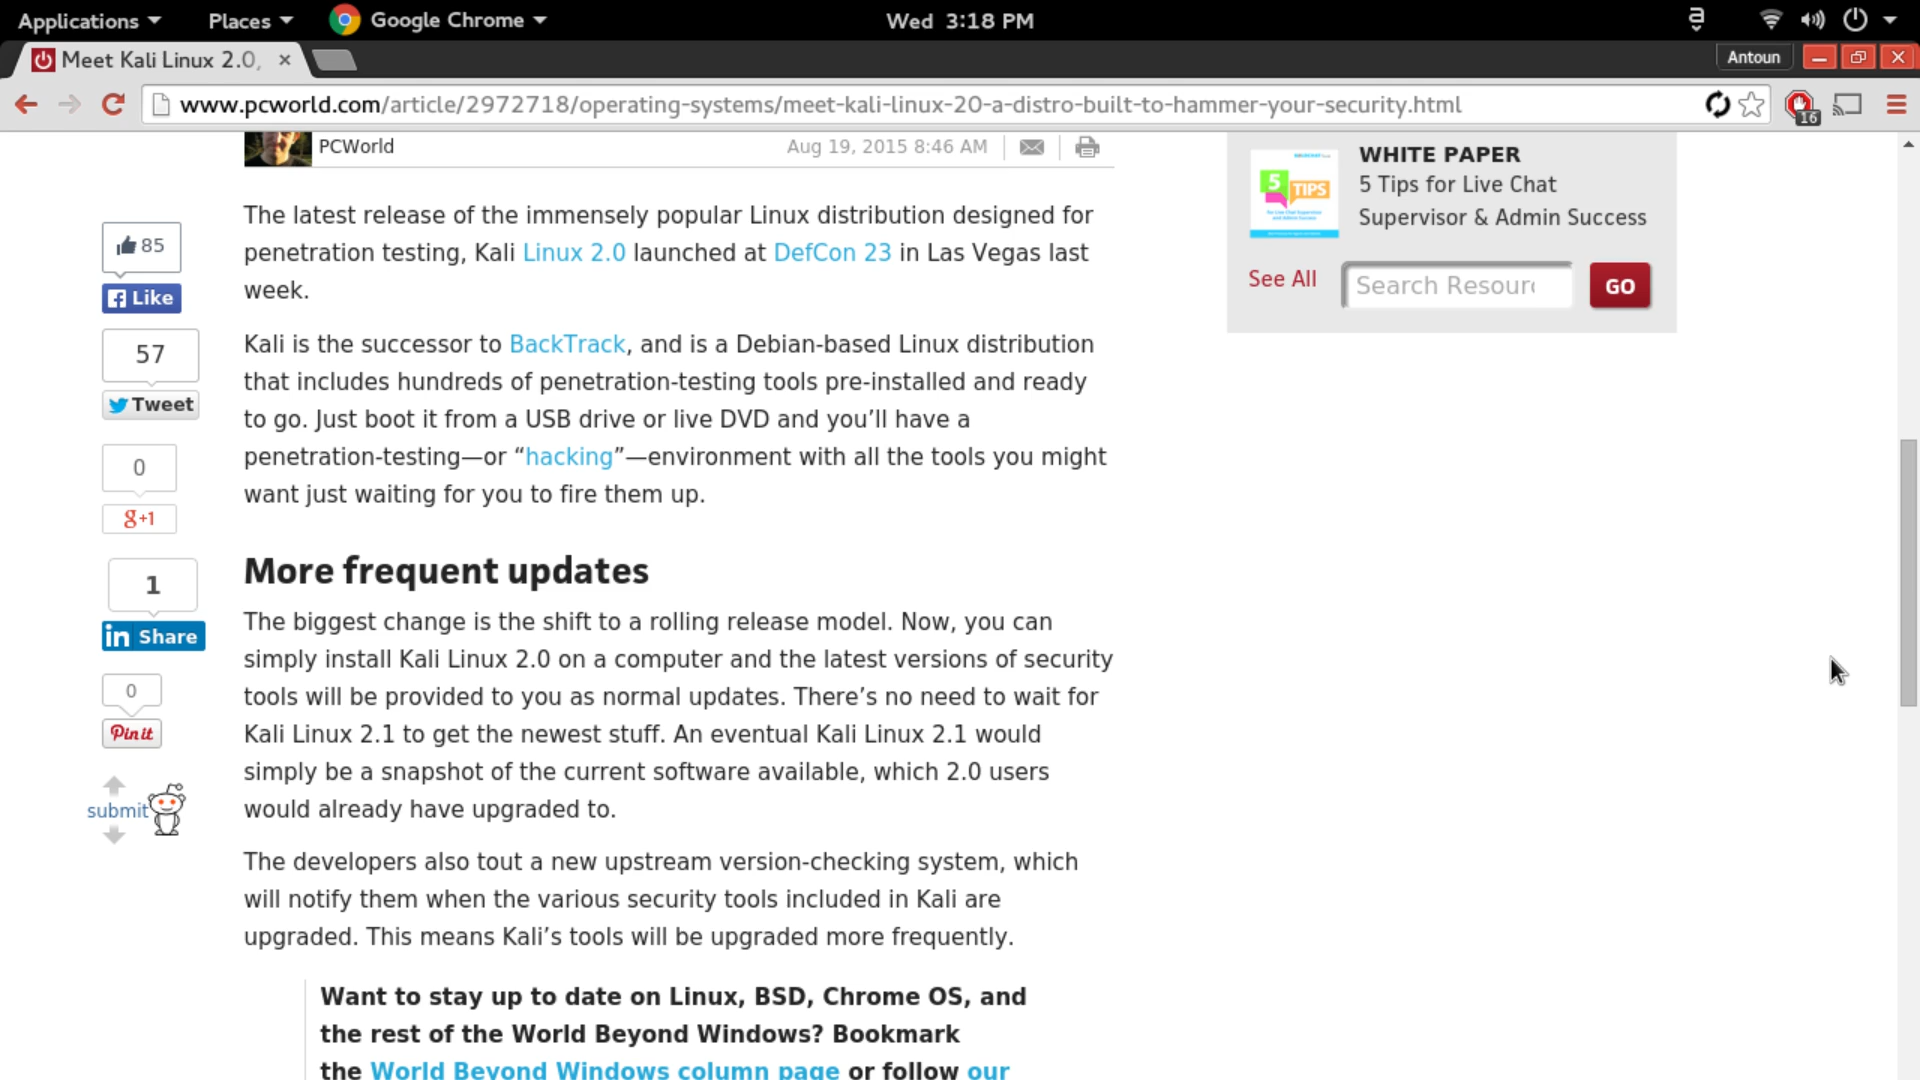 Applications Places Google Chrome Wed 3:18 PM
Meet Kali Linux 2.0, Antoun
www.pcworld.com/article/2972718/operating-systems/meet-kali-linux-20-a-distro-built-to-hammer-your-security.html 16
PCWorld Aug 19, 2015 8:46 AM
The latest release of the immensely popular Linux distribution designed for
penetration testing, Kali Linux 2.0 launched at DefCon 23 in Las Vegas last
week.
Kali is the successor to BackTrack, and is a Debian-based Linux distribution
that includes hundreds of penetration-testing tools pre-installed and ready
to go. Just boot it from a USB drive or live DVD and you’ll have a
penetration-testing—or “hacking”—environment with all the tools you might
want just waiting for you to fire them up.
More frequent updates
The biggest change is the shift to a rolling release model. Now, you can
simply install Kali Linux 2.0 on a computer and the latest versions of security
tools will be provided to you as normal updates. There’s no need to wait for
Kali Linux 2.1 to get the newest stuff. An eventual Kali Linux 2.1 would
simply be a snapshot of the current software available, which 2.0 users
would already have upgraded to.
The developers also tout a new upstream version-checking system, which
will notify them when the various security tools included in Kali are
upgraded. This means Kali’s tools will be upgraded more frequently.
Want to stay up to date on Linux, BSD, Chrome OS, and
the rest of the World Beyond Windows? Bookmark
the World Beyond Windows column page or follow our
85
Like
57
Tweet
0
g+1
1
in Share
0
Pin it
submit
5 TIPS
WHITE PAPER
5 Tips for Live Chat
Supervisor & Admin Success
See All Search Resour GO